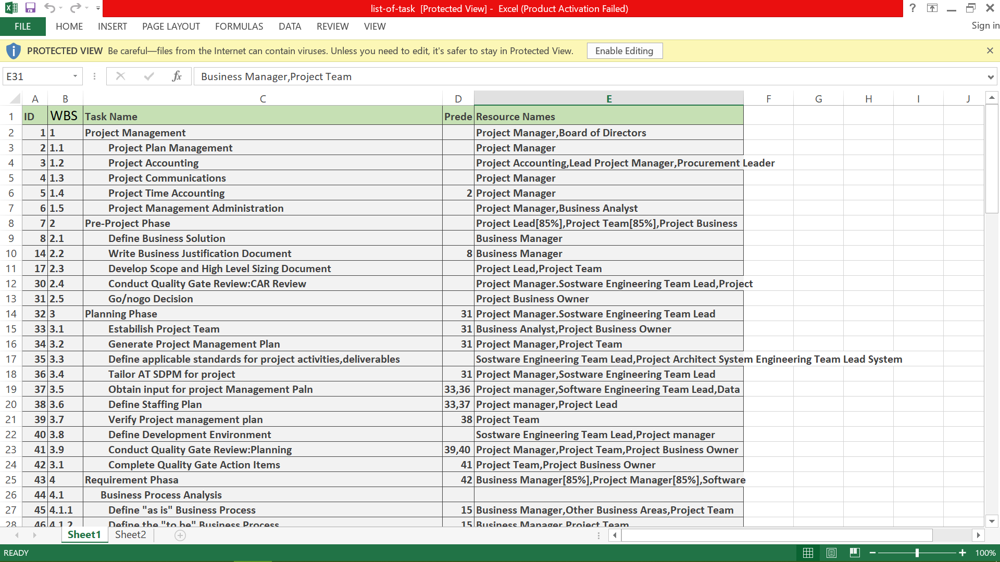 list-of-task [Protected View] - Excel (Product Activation Failed)
FILE HOME INSERT PAGE LAYOUT FORMULAS DATA REVIEW VIEW Sign in
PROTECTED VIEW Be careful—files from the Internet can contain viruses. Unless you need to edit, it's safer to stay in Protected View. Enable Editing
E31 fx Business Manager,Project Team
A B C D E F G H I J
1 ID WBS Task Name Prede Resource Names
2 1 1 Project Management Project Manager,Board of Directors
3 2 1.1 Project Plan Management Project Manager
4 3 1.2 Project Accounting Project Accounting,Lead Project Manager,Procurement Leader
5 4 1.3 Project Communications Project Manager
6 5 1.4 Project Time Accounting 2 Project Manager
7 6 1.5 Project Management Administration Project Manager,Business Analyst
8 7 2 Pre-Project Phase Project Lead[85%],Project Team[85%],Project Business
9 8 2.1 Define Business Solution Business Manager
10 14 2.2 Write Business Justification Document 8 Business Manager
11 17 2.3 Develop Scope and High Level Sizing Document Project Lead,Project Team
12 30 2.4 Conduct Quality Gate Review:CAR Review Project Manager.Sostware Engineering Team Lead,Project
13 31 2.5 Go/nogo Decision Project Business Owner
14 32 3 Planning Phase 31 Project Manager.Sostware Engineering Team Lead
15 33 3.1 Estabilish Project Team 31 Business Analyst,Project Business Owner
16 34 3.2 Generate Project Management Plan 31 Project Manager,Project Team
17 35 3.3 Define applicable standards for project activities,deliverables Sostware Engineering Team Lead,Project Architect System Engineering Team Lead System
18 36 3.4 Tailor AT SDPM for project 31 Project Manager,Sostware Engineering Team Lead
19 37 3.5 Obtain input for project Management Paln 33,36 Project manager,Software Engineering Team Lead,Data
20 38 3.6 Define Staffing Plan 33,37 Project manager,Project Lead
21 39 3.7 Verify Project management plan 38 Project Team
22 40 3.8 Define Development Environment Sostware Engineering Team Lead,Project manager
23 41 3.9 Conduct Quality Gate Review:Planning 39,40 Project Manager,Project Team,Project Business Owner
24 42 3.1 Complete Quality Gate Action Items 41 Project Team,Project Business Owner
25 43 4 Requirement Phasa 42 Business Manager[85%],Project Manager[85%],Software
26 44 4.1 Business Process Analysis
27 45 4.1.1 Define "as is" Business Process 15 Business Manager,Other Business Areas,Project Team
28 46 4.1.2 Define the "to be" Business Process 15 Business Manager,Project Team
Sheet1 Sheet2
READY 100%